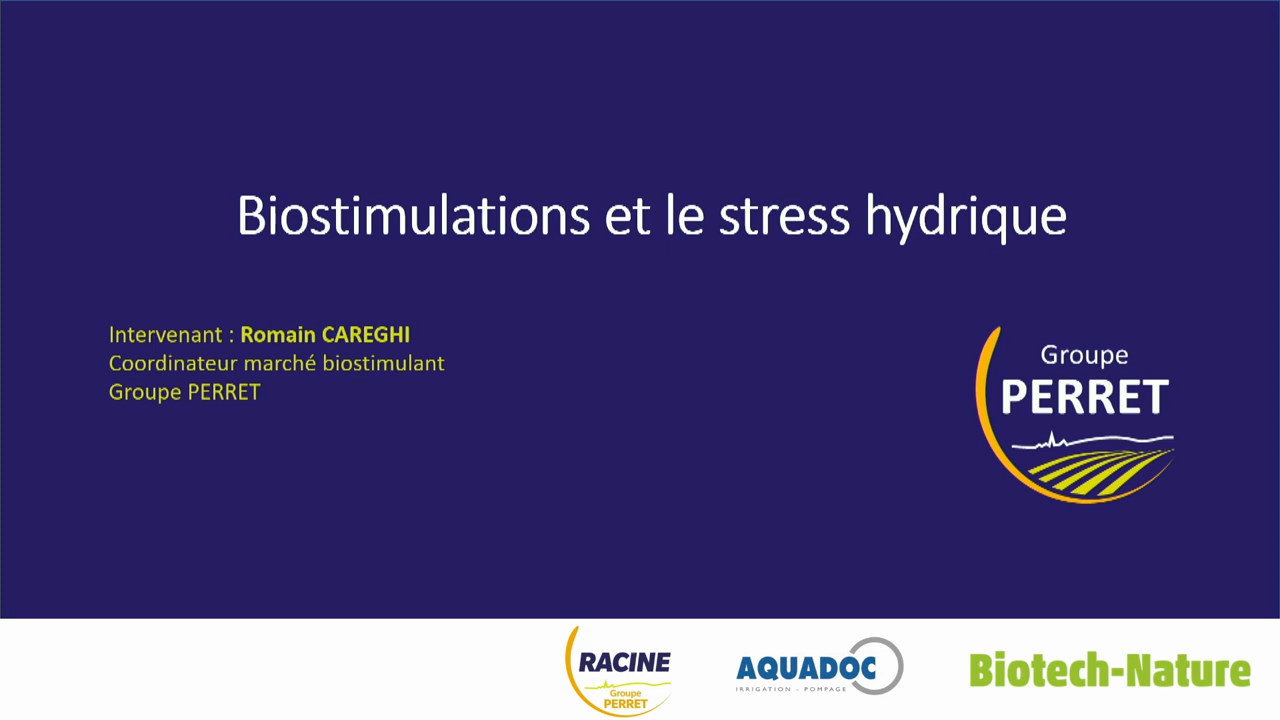 Biostimulations et le stress hydrique
Intervenant : Romain CAREGHI
Coordinateur marché biostimulant
Groupe PERRET
Groupe
PERRET
RACINE
Groupe
PERRET
AQUADOC
IRRIGATION - POMPAGE
Biotech-Nature